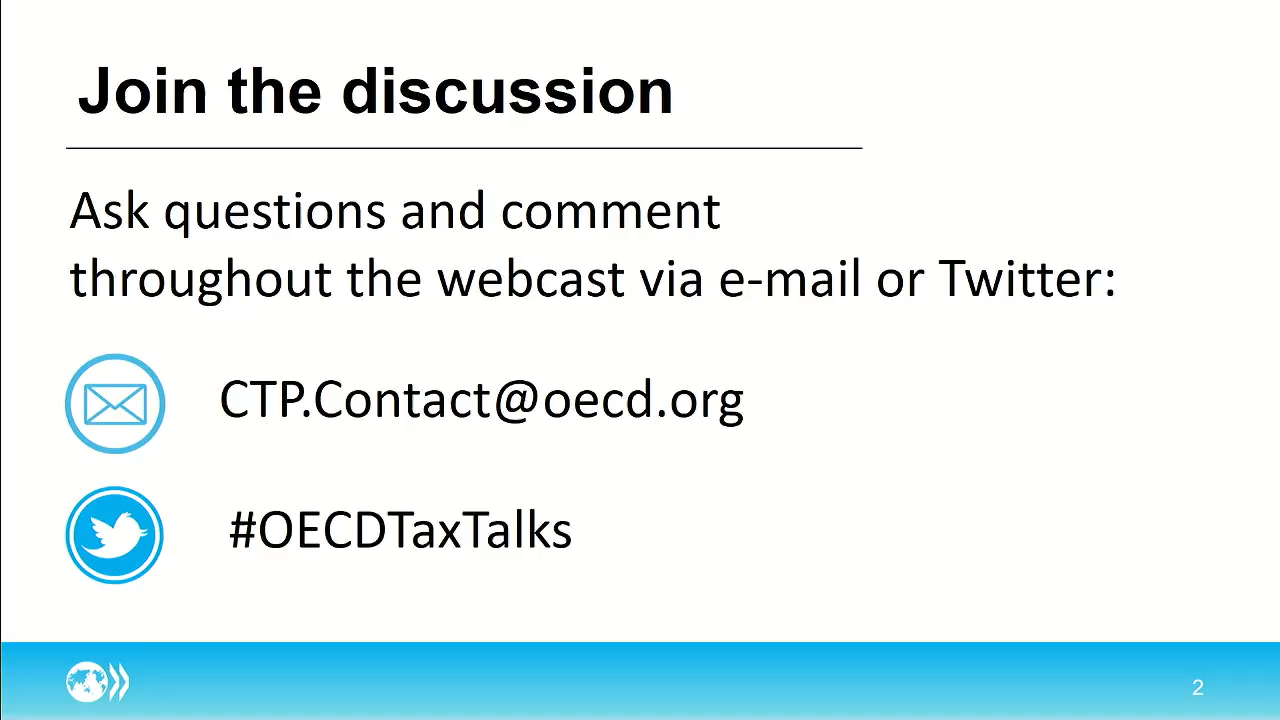 Join the discussion
Ask questions and comment
throughout the webcast via e-mail or Twitter:
CTP.Contact@oecd.org
#OECDTaxTalks
2